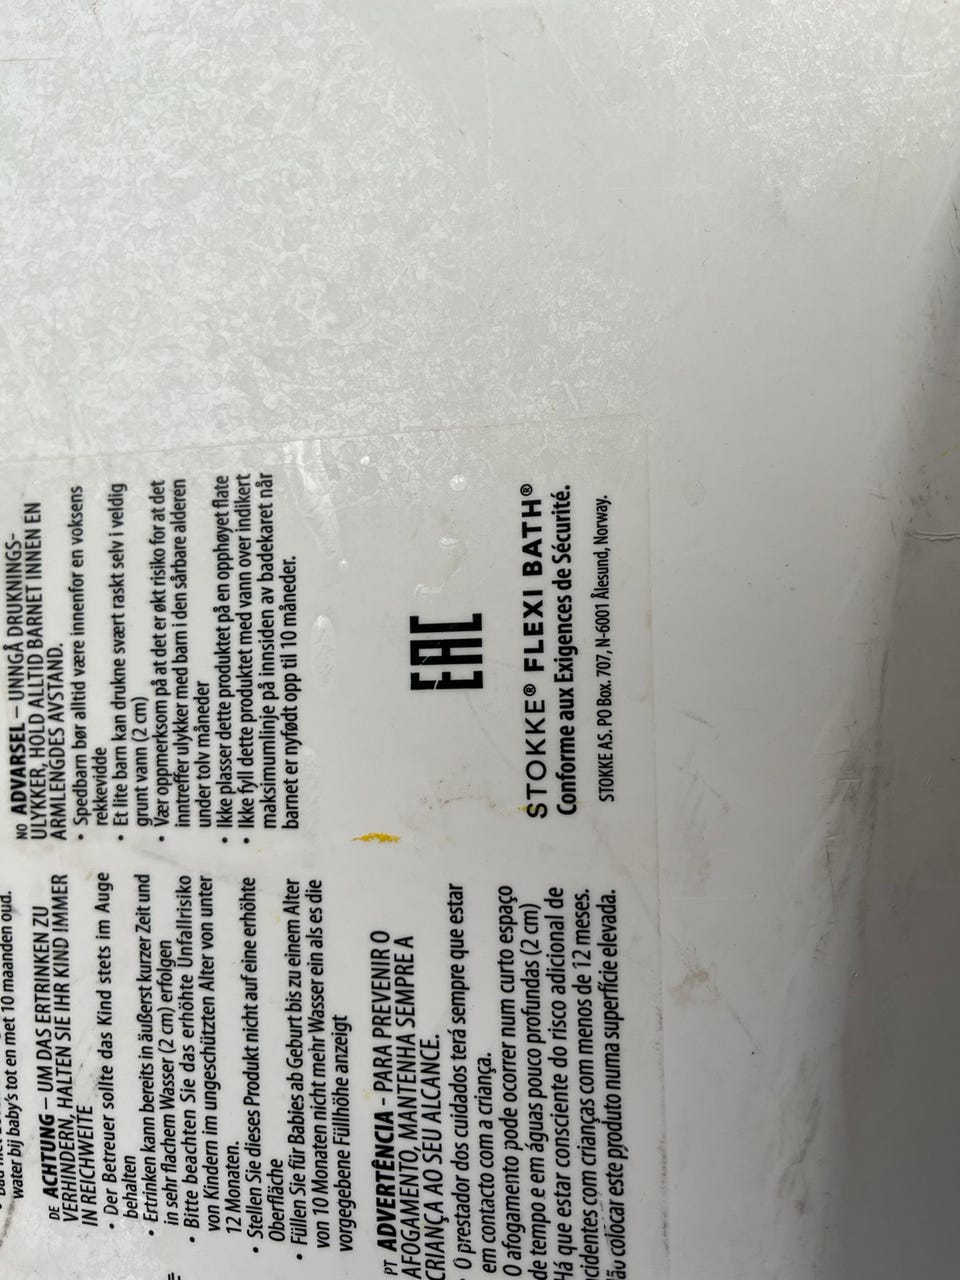 water bij baby's tot en met 10 maanden oud.
DE ACHTUNG – UM DAS ERTRINKEN ZU
VERHINDERN, HALTEN SIE IHR KIND IMMER
IN REICHWEITE
• Der Betreuer sollte das Kind stets im Auge
behalten
• Ertrinken kann bereits in äußerst kurzer Zeit und
in sehr flachem Wasser (2 cm) erfolgen
• Bitte beachten Sie das erhöhte Unfallrisiko
von Kindern im ungeschützten Alter von unter
12 Monaten.
• Stellen Sie dieses Produkt nicht auf eine erhöhte
Oberfläche
• Füllen Sie für Babies ab Geburt bis zu einem Alter
von 10 Monaten nicht mehr Wasser ein als es die
vorgegebene Füllhöhe anzeigt
PT ADVERTÊNCIA - PARA PREVENIR O
AFOGAMENTO, MANTENHA SEMPRE A
CRIANÇA AO SEU ALCANCE.
• O prestador dos cuidados terá sempre que estar
em contacto com a criança.
O afogamento pode ocorrer num curto espaço
de tempo e em águas pouco profundas (2 cm)
Há que estar consciente do risco adicional de
cidentes com crianças com menos de 12 meses.
ão colocar este produto numa superfície elevada.
NO ADVARSEL – UNNGÅ DRUKNINGS-
ULYKKER, HOLD ALLTID BARNET INNEN EN
ARMLENGDES AVSTAND.
• Spedbarn bør alltid være innenfor en voksens
rekkevidde
• Et lite barn kan drukne svært raskt selv i veldig
grunt vann (2 cm)
• Vær oppmerksom på at det er økt risiko for at det
inntreffer ulykker med barn i den sårbare alderen
under tolv måneder
• Ikke plasser dette produktet på en opphøyet flate
• Ikke fyll dette produktet med vann over indikert
maksimumlinje på innsiden av badekaret når
barnet er nyfødt opp til 10 måneder.
EAC
STOKKE® FLEXI BATH®
Conforme aux Exigences de Sécurité.
STOKKE AS. PO Box. 707, N-6001 Ålesund, Norway.